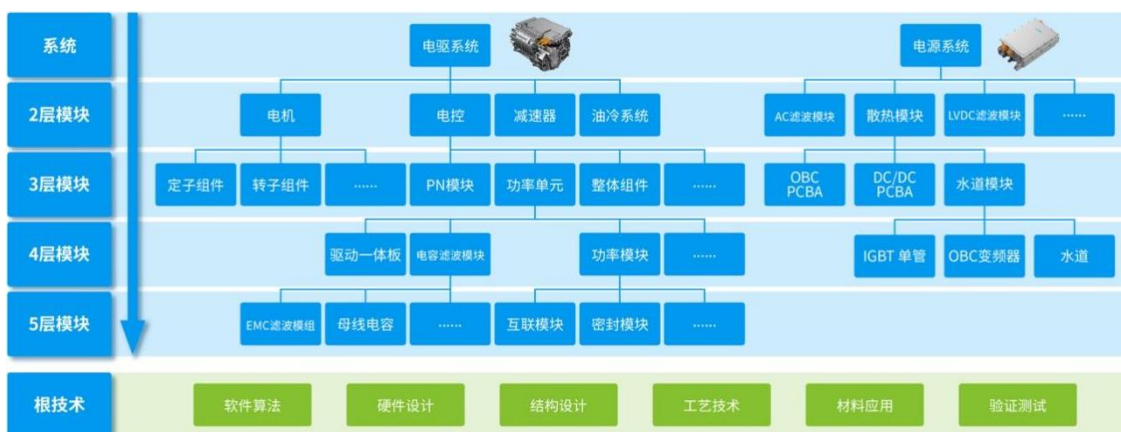 系统
电驱系统
电源系统
2层模块
电机
电控
减速器
油冷系统
AC滤波模块
散热模块
LVDC滤波模块
......
3层模块
定子组件
转子组件
......
PN模块
功率单元
整体组件
......
OBC
PCBA
DC/DC
PCBA
水道模块
4层模块
驱动一体板
电容滤波模块
功率模块
......
IGBT 单管
OBC变频器
水道
5层模块
EMC滤波模组
母线电容
......
互联模块
密封模块
......
根技术
软件算法
硬件设计
结构设计
工艺技术
材料应用
验证测试